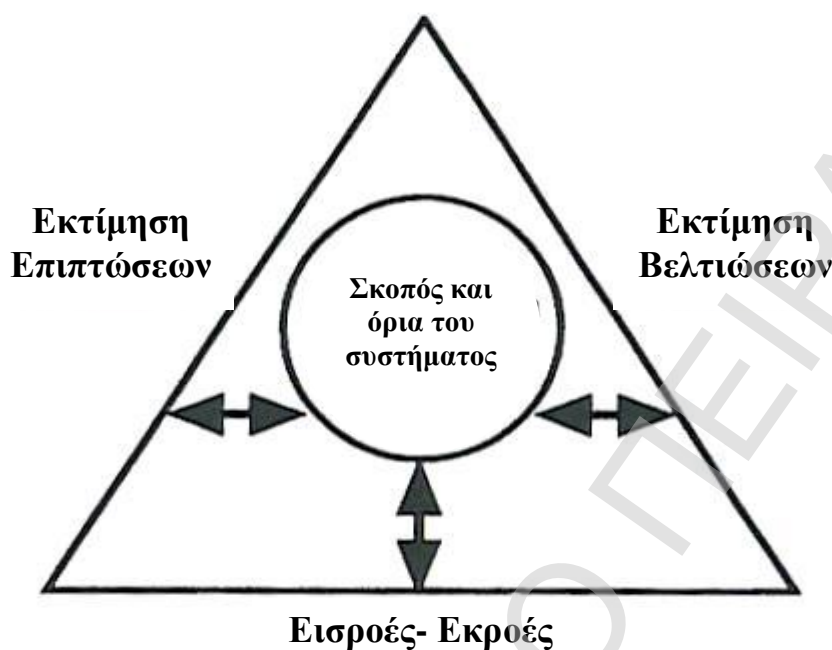 Εκτίμηση
Επιπτώσεων
Εκτίμηση
Βελτιώσεων
Σκοπός και
όρια του
συστήματος
Εισροές- Εκροές